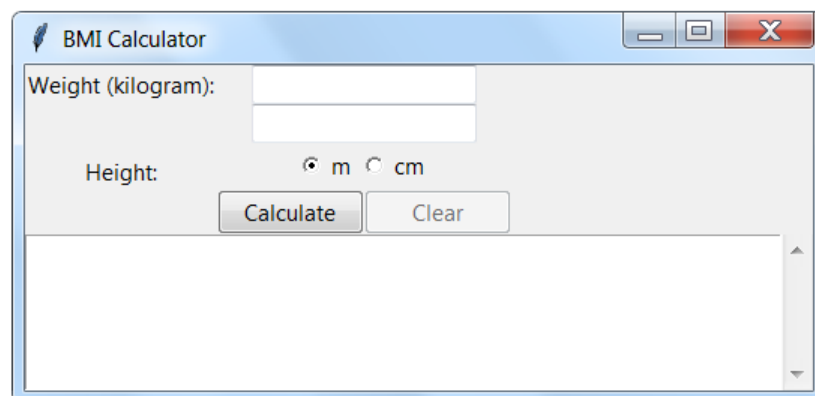 BMI Calculator
Weight (kilogram):
Height:
m cm
Calculate Clear